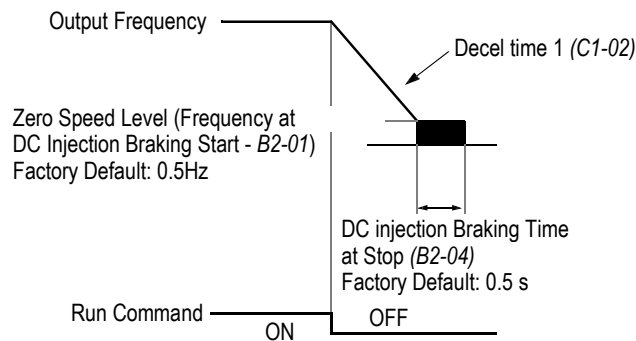 Output Frequency
Decel time 1 (C1-02)
Zero Speed Level (Frequency at
DC Injection Braking Start - B2-01)
Factory Default: 0.5Hz
DC injection Braking Time
at Stop (B2-04)
Factory Default: 0.5 s
Run Command
ON
OFF